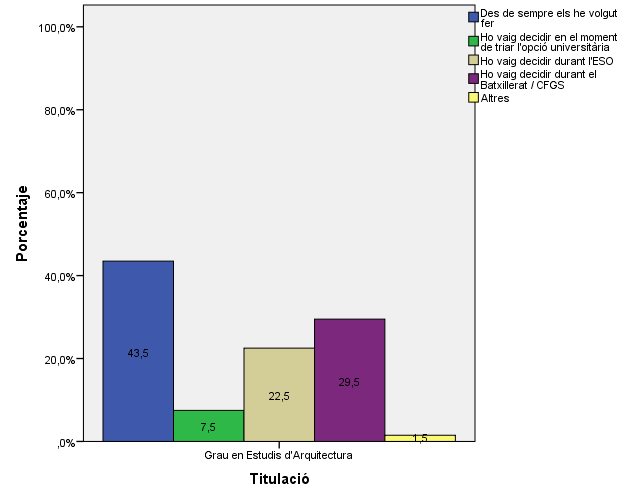 Des de sempre els he volgut
fer
Ho vaig decidir en el moment
de triar l'opció universitària
Ho vaig decidir durant l'ESO
Ho vaig decidir durant el
Batxillerat / CFGS
Altres
Porcentaje
100,0%
80,0%
60,0%
40,0%
20,0%
,0%
43,5
7,5
22,5
29,5
1,5
Grau en Estudis d'Arquitectura
Titulació